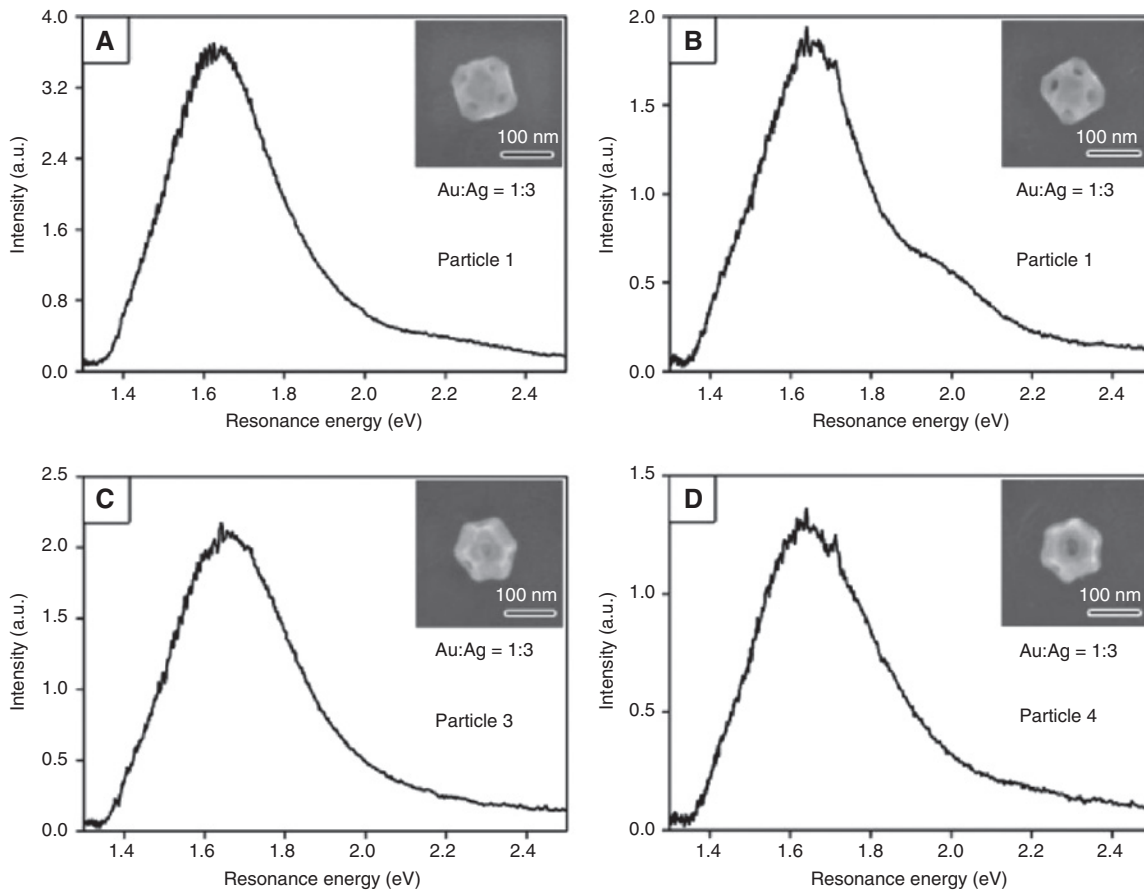 A
4.0
3.2
2.4
1.6
0.8
0.0
Intensity (a.u.)
100 nm
Au:Ag = 1:3
Particle 1
1.4 1.6 1.8 2.0 2.2 2.4
Resonance energy (eV)
B
2.0
1.5
1.0
0.5
0.0
Intensity (a.u.)
100 nm
Au:Ag = 1:3
Particle 1
1.4 1.6 1.8 2.0 2.2 2.4
Resonance energy (eV)
C
2.5
2.0
1.5
1.0
0.5
0.0
Intensity (a.u.)
100 nm
Au:Ag = 1:3
Particle 3
1.4 1.6 1.8 2.0 2.2 2.4
Resonance energy (eV)
D
1.5
1.0
0.5
0.0
Intensity (a.u.)
100 nm
Au:Ag = 1:3
Particle 4
1.4 1.6 1.8 2.0 2.2 2.4
Resonance energy (eV)